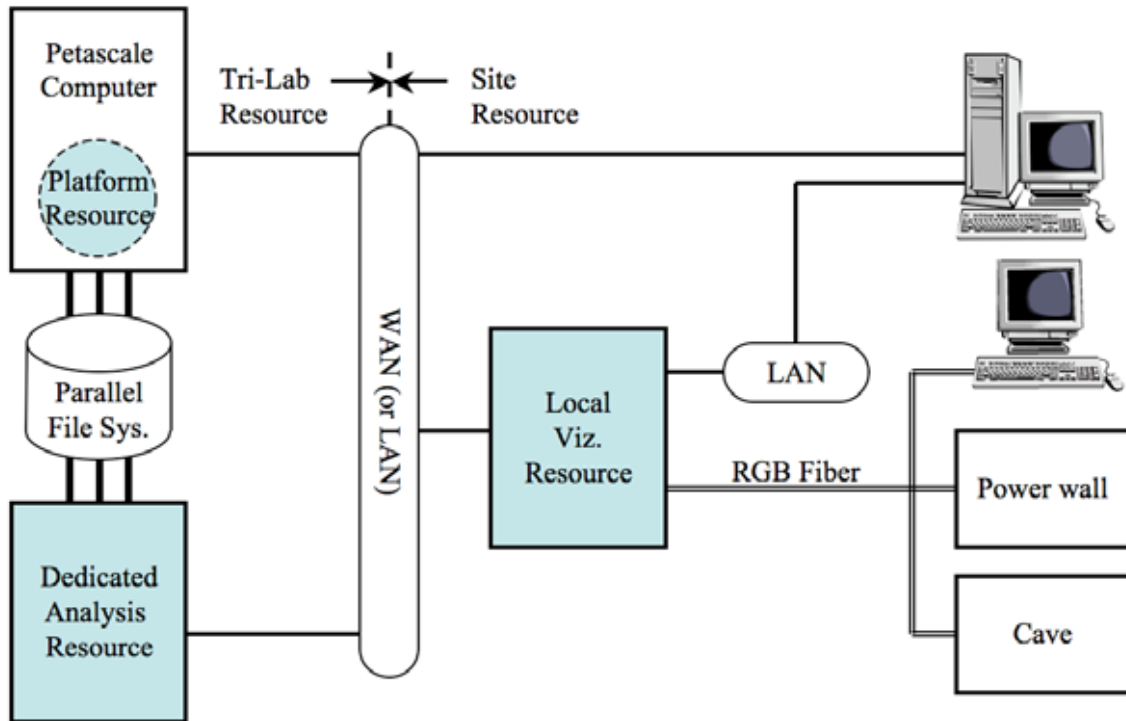 Petascale
Computer
Platform
Resource
Tri-Lab
Resource
Site
Resource
Parallel
File Sys.
Dedicated
Analysis
Resource
WAN (or LAN)
Local
Viz.
Resource
LAN
RGB Fiber
Power wall
Cave